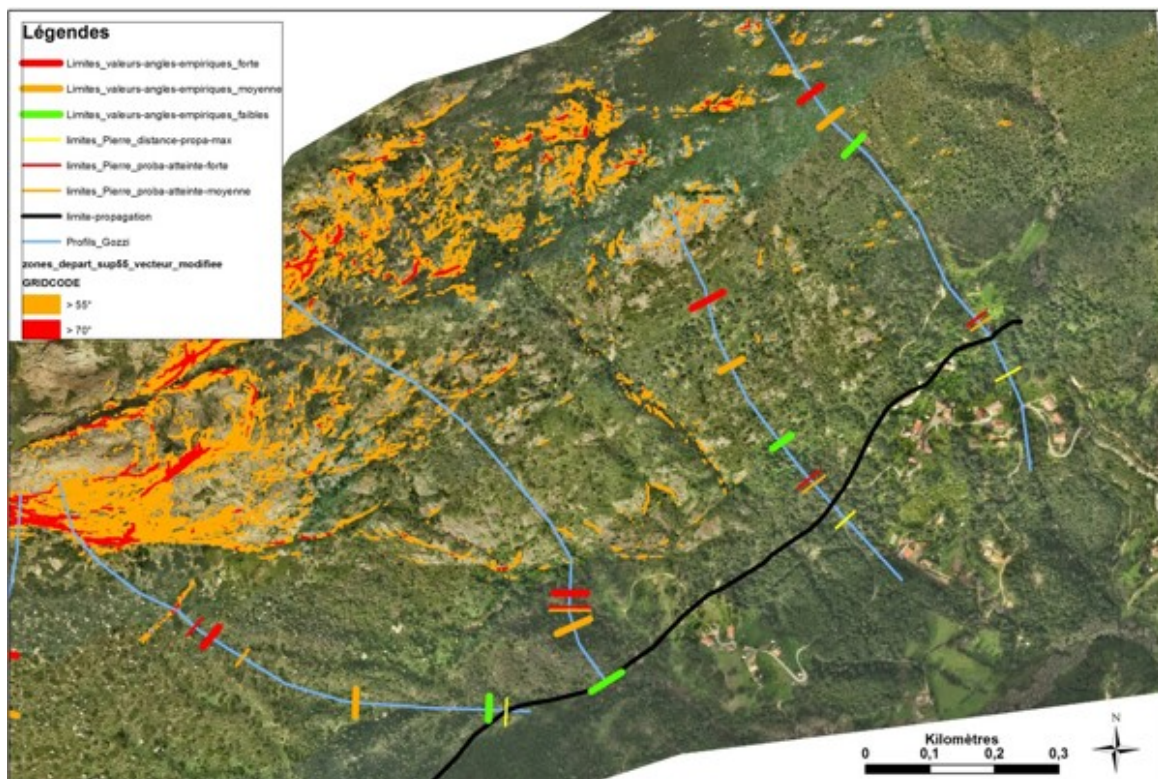 Légendes
Limites_valeurs-angles-empiriques_forte
Limites_valeurs-angles-empiriques_moyenne
Limites_valeurs-angles-empiriques_faibles
limites_Pierre_distance-propa-max
limites_Pierre_proba-atteinte-forte
limites_Pierre_proba-atteinte-moyenne
limite-propagation
Profils_Gozzi
zones_depart_sup55_vecteur_modifiee
GRIDCODE
> 55°
> 70°
N
Kilomètres
0 0,1 0,2 0,3